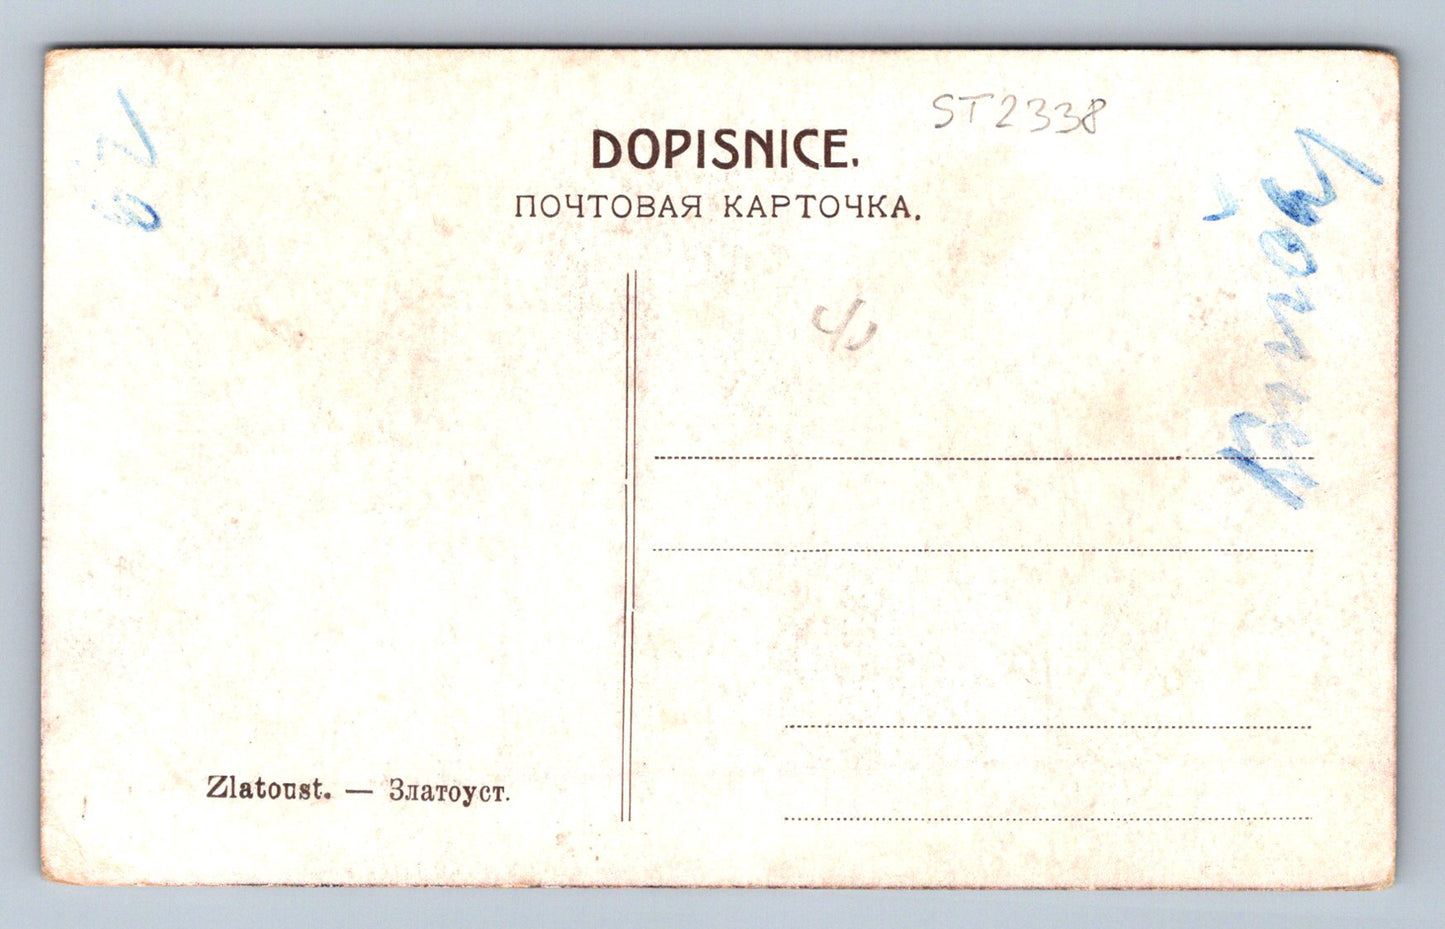 ST2338
DOPISNICE.
ПОЧТОВАЯ КАРТОЧКА.
Zlatoust. — Златоуст.